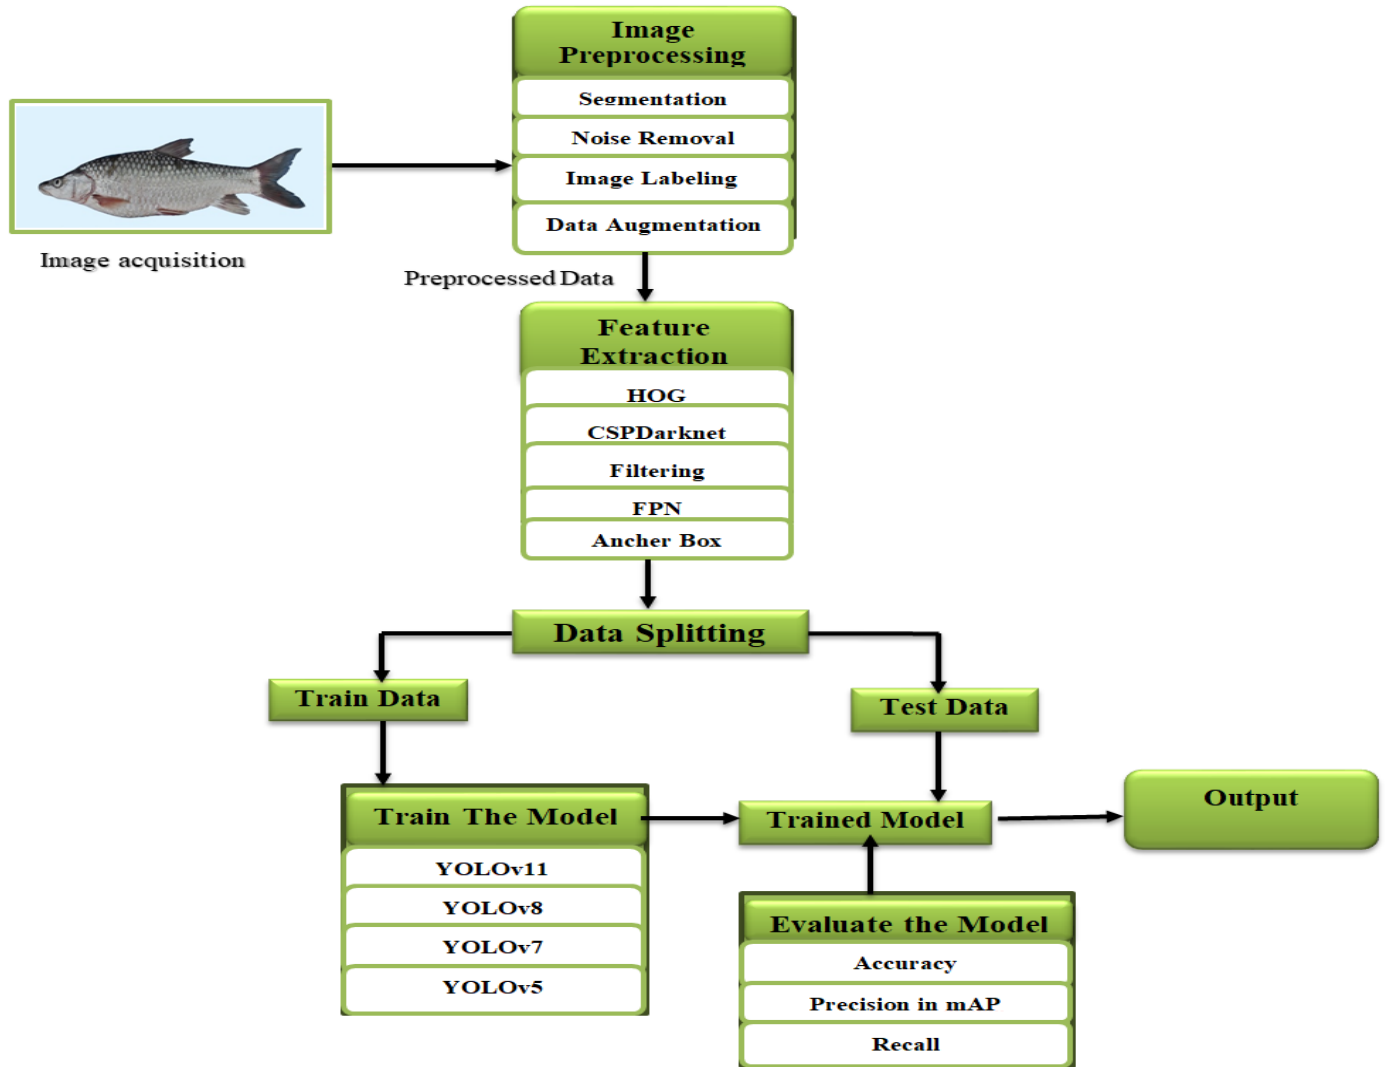 Image
Preprocessing
Segmentation
Noise Removal
Image Labeling
Data Augmentation
Image acquisition
Preprocessed Data
Feature
Extraction
HOG
CSPDarknet
Filtering
FPN
Ancher Box
Data Splitting
Train Data
Test Data
Train The Model
YOLOv11
YOLOv8
YOLOv7
YOLOv5
Trained Model
Output
Evaluate the Model
Accuracy
Precision in mAP
Recall